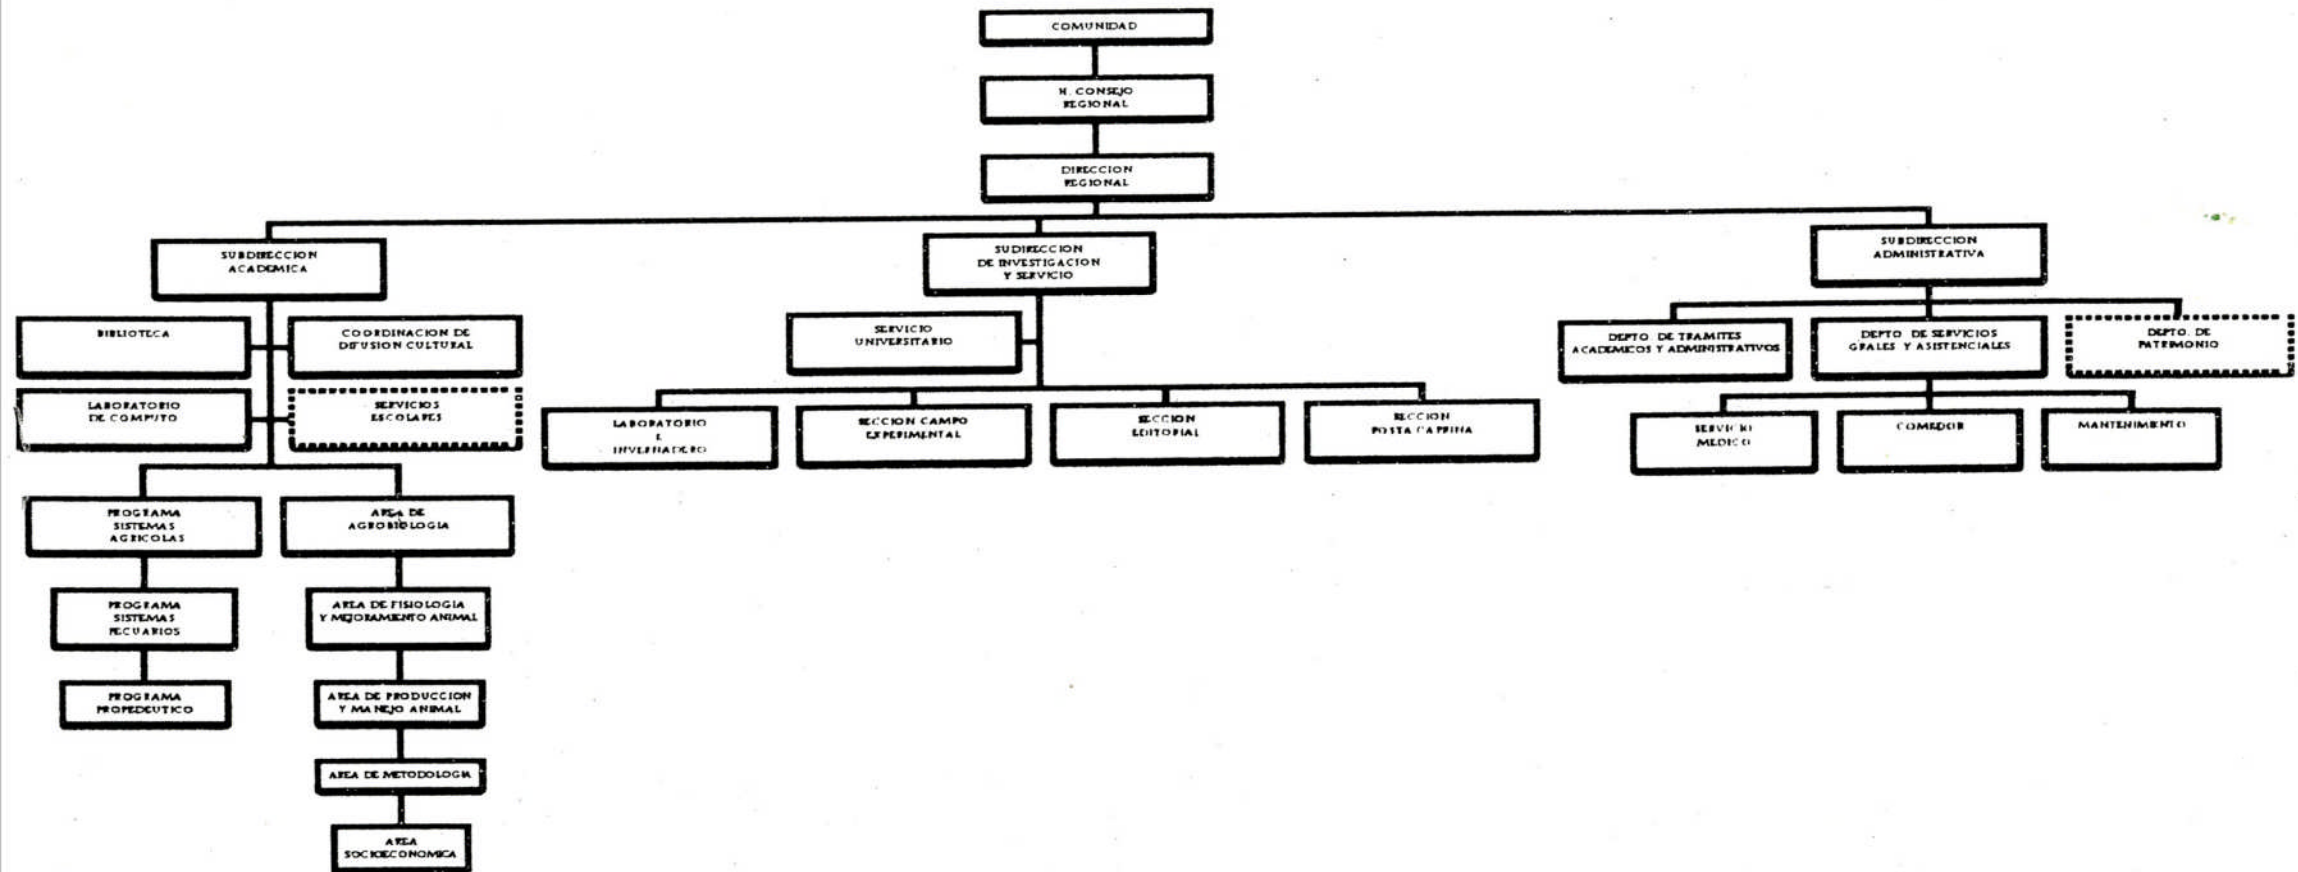 COMUNIDAD
H. CONSEJO
REGIONAL
DIRECCION
REGIONAL
SUBDIRECCION
ACADEMICA
SUDIRECCION
DE INVESTIGACION
Y SERVICIO
SUBDIRECCION
ADMINISTRATIVA
BIBLIOTECA
COORDINACION DE
DIFUSION CULTURAL
LABORATORIO
DE COMPUTO
SERVICIOS
ESCOLARES
SERVICIO
UNIVERSITARIO
DEPTO. DE TRAMITES
ACADEMICOS Y ADMINISTRATIVOS
DEPTO. DE SERVICIOS
GRALES Y ASISTENCIALES
DEPTO. DE
PATRIMONIO
LABORATORIO
E
INVERNADERO
SECCION CAMPO
EXPERIMENTAL
SECCION
EDITORIAL
SECCION
POSTA CAPRINA
SERVICIO
MEDICO
COMEDOR
MANTENIMIENTO
PROGRAMA
SISTEMAS
AGRICOLAS
AREA DE
AGROBIOLOGIA
PROGRAMA
SISTEMAS
PECUARIOS
AREA DE FISIOLOGIA
Y MEJORAMIENTO ANIMAL
PROGRAMA
PROPEDEUTICO
AREA DE PRODUCCION
Y MANEJO ANIMAL
AREA DE METODOLOGIA
AREA
SOCIOECONOMICA